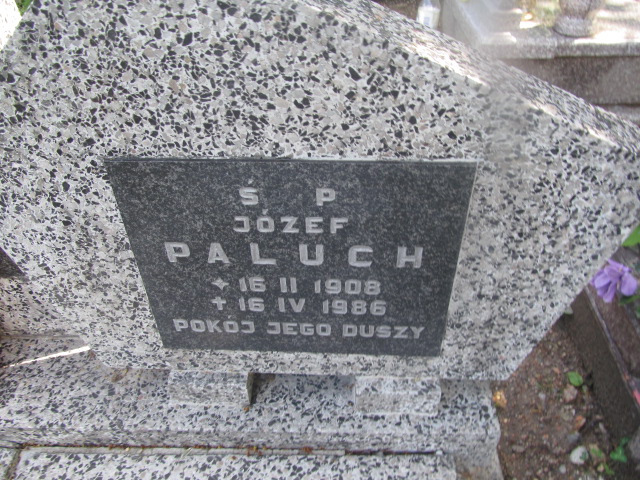 Ś P
JÓZEF
PALUCH
* 16 II 1908
+ 16 IV 1986
POKÓJ JEGO DUSZY